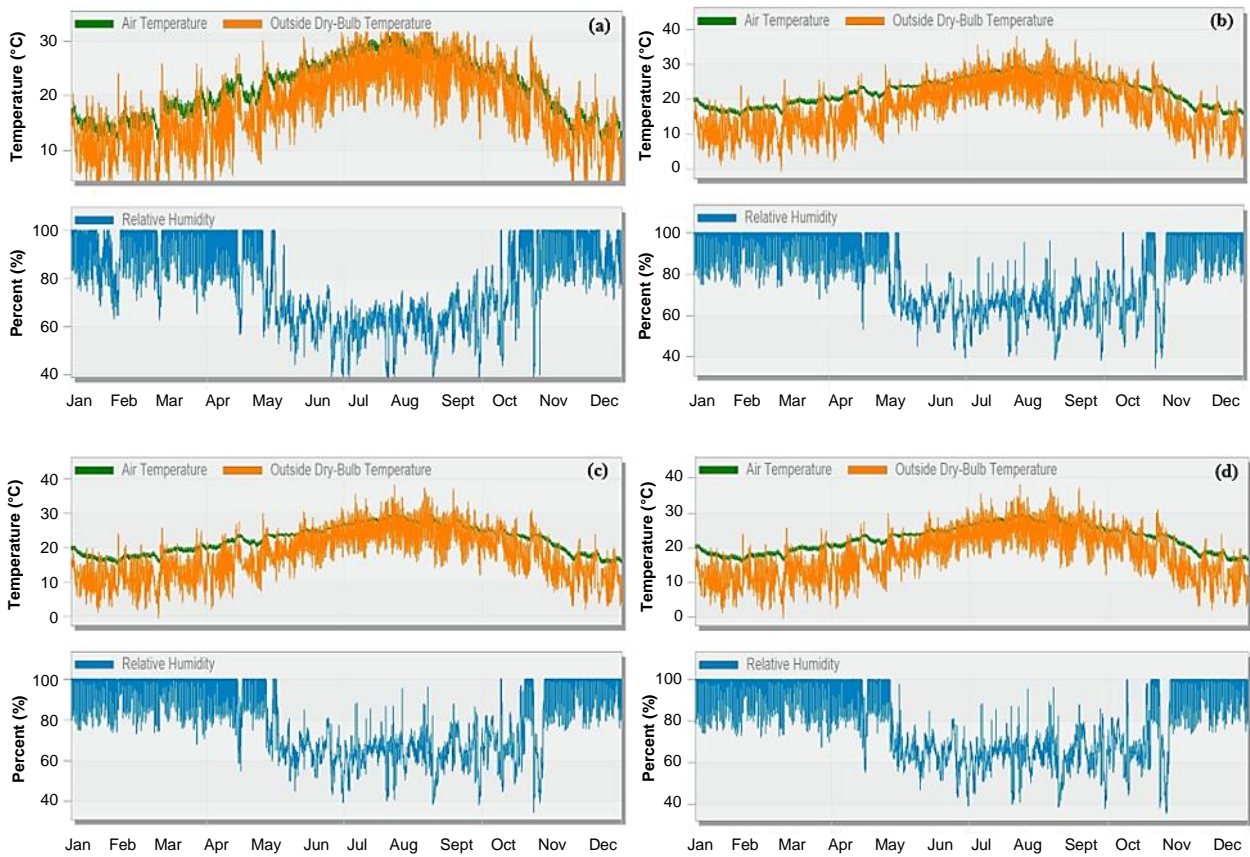 Air Temperature Outside Dry-Bulb Temperature (a)
Temperature (°C)
30
20
10
Relative Humidity
Percent (%)
100
80
60
40
Jan Feb Mar Apr May Jun Jul Aug Sept Oct Nov Dec
Air Temperature Outside Dry-Bulb Temperature (b)
Temperature (°C)
40
30
20
10
0
Relative Humidity
Percent (%)
100
80
60
40
Jan Feb Mar Apr May Jun Jul Aug Sept Oct Nov Dec
Air Temperature Outside Dry-Bulb Temperature (c)
Temperature (°C)
40
30
20
10
0
Relative Humidity
Percent (%)
100
80
60
40
Jan Feb Mar Apr May Jun Jul Aug Sept Oct Nov Dec
Air Temperature Outside Dry-Bulb Temperature (d)
Temperature (°C)
40
30
20
10
0
Relative Humidity
Percent (%)
100
80
60
40
Jan Feb Mar Apr May Jun Jul Aug Sept Oct Nov Dec